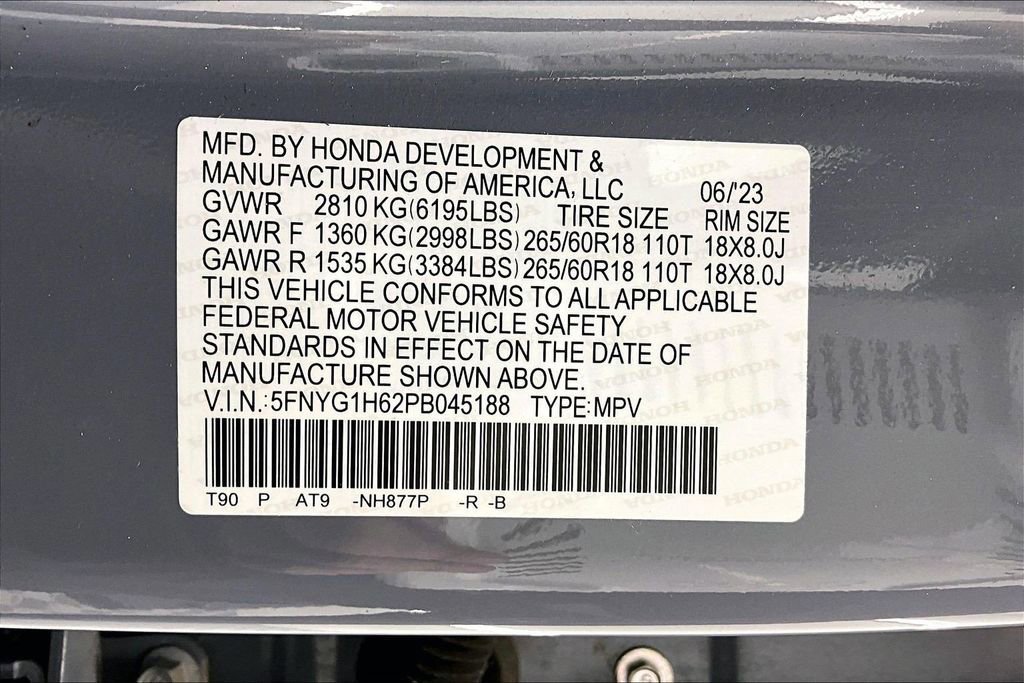 MFD. BY HONDA DEVELOPMENT &
MANUFACTURING OF AMERICA, LLC 06/'23
GVWR 2810 KG(6195LBS) TIRE SIZE RIM SIZE
GAWR F 1360 KG(2998LBS) 265/60R18 110T 18X8.0J
GAWR R 1535 KG(3384LBS) 265/60R18 110T 18X8.0J
THIS VEHICLE CONFORMS TO ALL APPLICABLE
FEDERAL MOTOR VEHICLE SAFETY
STANDARDS IN EFFECT ON THE DATE OF
MANUFACTURE SHOWN ABOVE.
V.I.N.:5FNYG1H62PB045188 TYPE:MPV
T90 P AT9 -NH877P -R -B